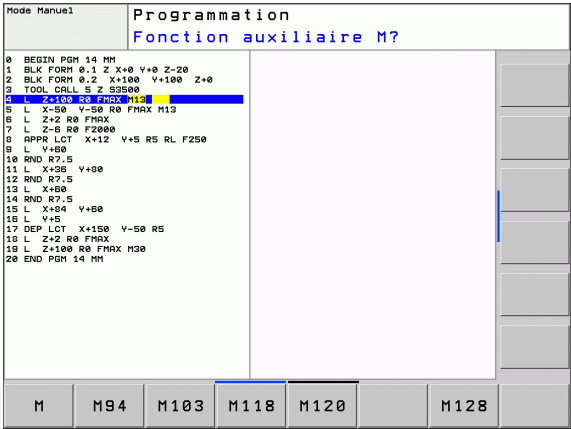 Mode Manuel
Programmation
Fonction auxiliaire M?
0 BEGIN PGM 14 MM
1 BLK FORM 0.1 Z X+0 Y+0 Z-20
2 BLK FORM 0.2 X+100 Y+100 Z+0
3 TOOL CALL 5 Z S3500
4 L Z+100 R0 FMAX M13
5 L X-50 Y-50 R0 FMAX M13
6 L Z+2 R0 FMAX
7 L Z-6 R0 F2000
8 APPR LCT X+12 Y+5 R5 RL F250
9 L Y+60
10 RND R7.5
11 L X+36 Y+80
12 RND R7.5
13 L X+60
14 RND R7.5
15 L X+84 Y+60
16 L Y+5
17 DEP LCT X+150 Y-50 R5
18 L Z+2 R0 FMAX
19 L Z+100 R0 FMAX M30
20 END PGM 14 MM
M M94 M103 M118 M120 M128